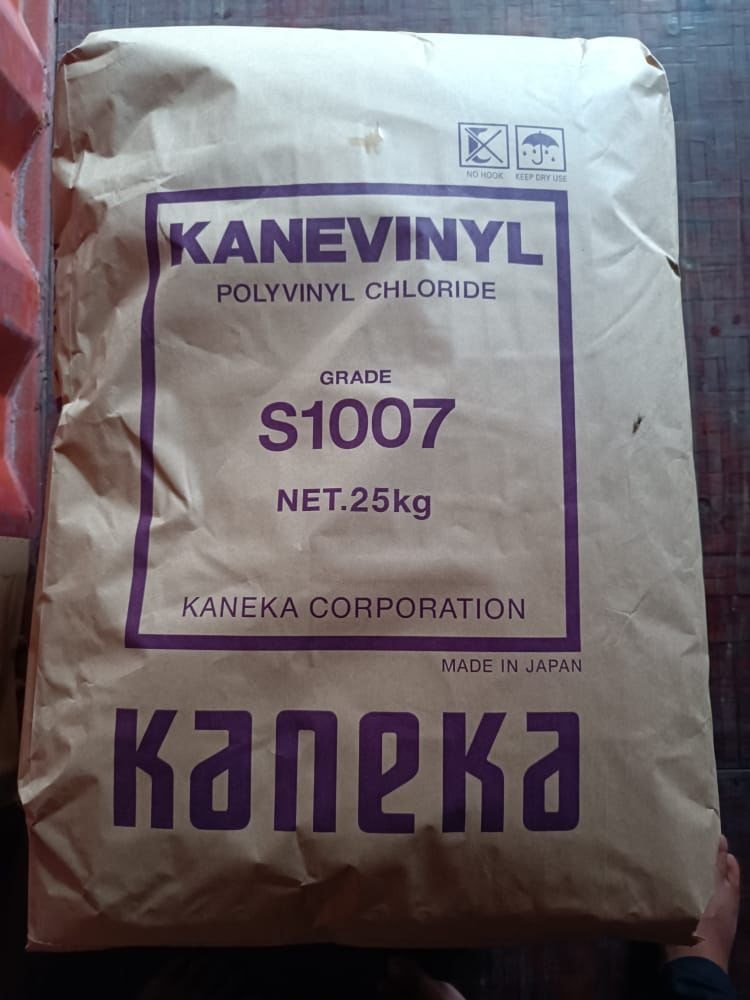 NO HOOK
KEEP DRY USE
KANEVINYL
POLYVINYL CHLORIDE
GRADE
S1007
NET.25kg
KANEKA CORPORATION
MADE IN JAPAN
Kaneka